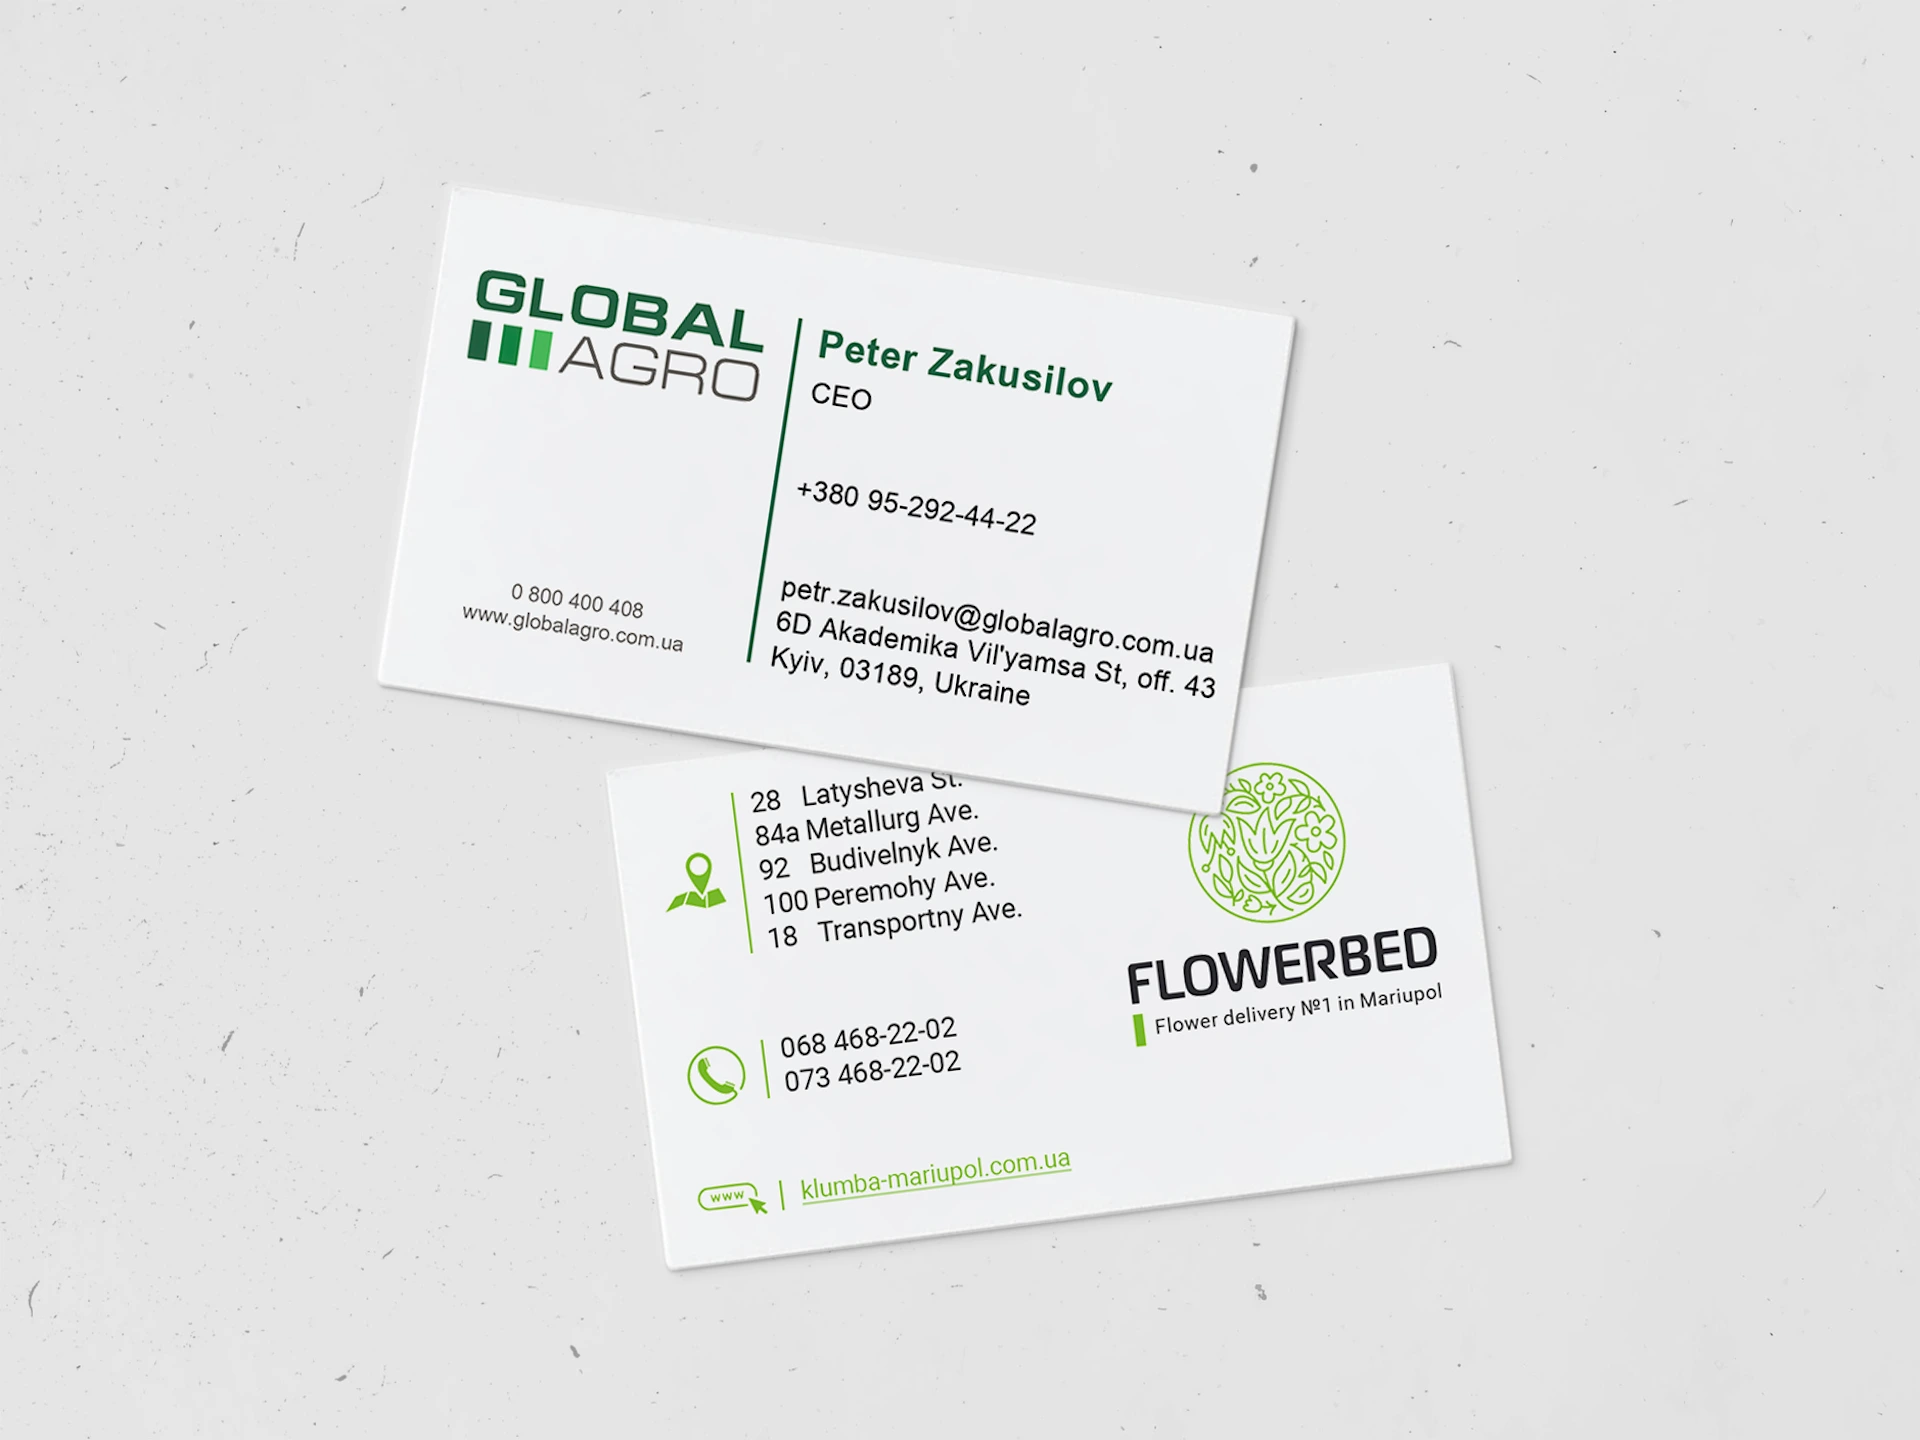 GLOBAL
AGRO
0 800 400 408
www.globalagro.com.ua
Peter Zakusilov
CEO
+380 95-292-44-22
petr.zakusilov@globalagro.com.ua
6D Akademika Vil'yamsa St, off. 43
Kyiv, 03189, Ukraine
28 Latysheva St.
84a Metallurg Ave.
92 Budivelnyk Ave.
100 Peremohy Ave.
18 Transportny Ave.
068 468-22-02
073 468-22-02
www
klumba-mariupol.com.ua
FLOWERBED
Flower delivery №1 in Mariupol